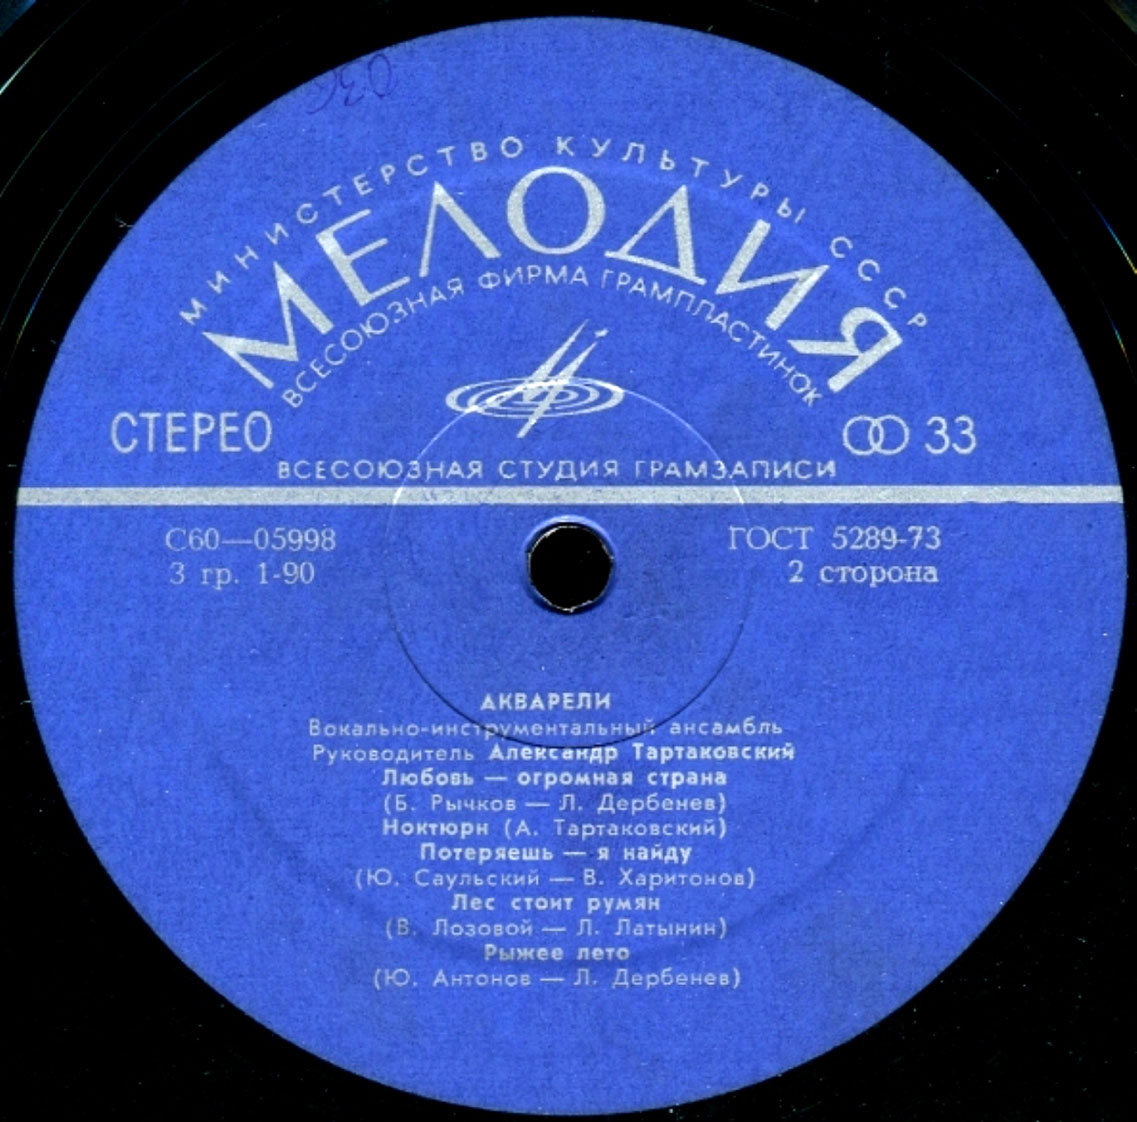 МИНИСТЕРСТВО КУЛЬТУРЫ СССР
МЕЛОДИЯ
ВСЕСОЮЗНАЯ ФИРМА ГРАМПЛАСТИНОК
СТЕРЕО
33
ВСЕСОЮЗНАЯ СТУДИЯ ГРАМЗАПИСИ
С60—05998
ГОСТ 5289-73
3 гр. 1-90
2 сторона
АКВАРЕЛИ
Вокально-инструментальный ансамбль
Руководитель Александр Тартаковский
Любовь — огромная страна
(Б. Рычков — Л. Дербенев)
Ноктюрн (А. Тартаковский)
Потеряешь — я найду
(Ю. Саульский — В. Харитонов)
Лес стоит румян
(В. Лозовой — Л. Латынин)
Рыжее лето
(Ю. Антонов — Л. Дербенев)